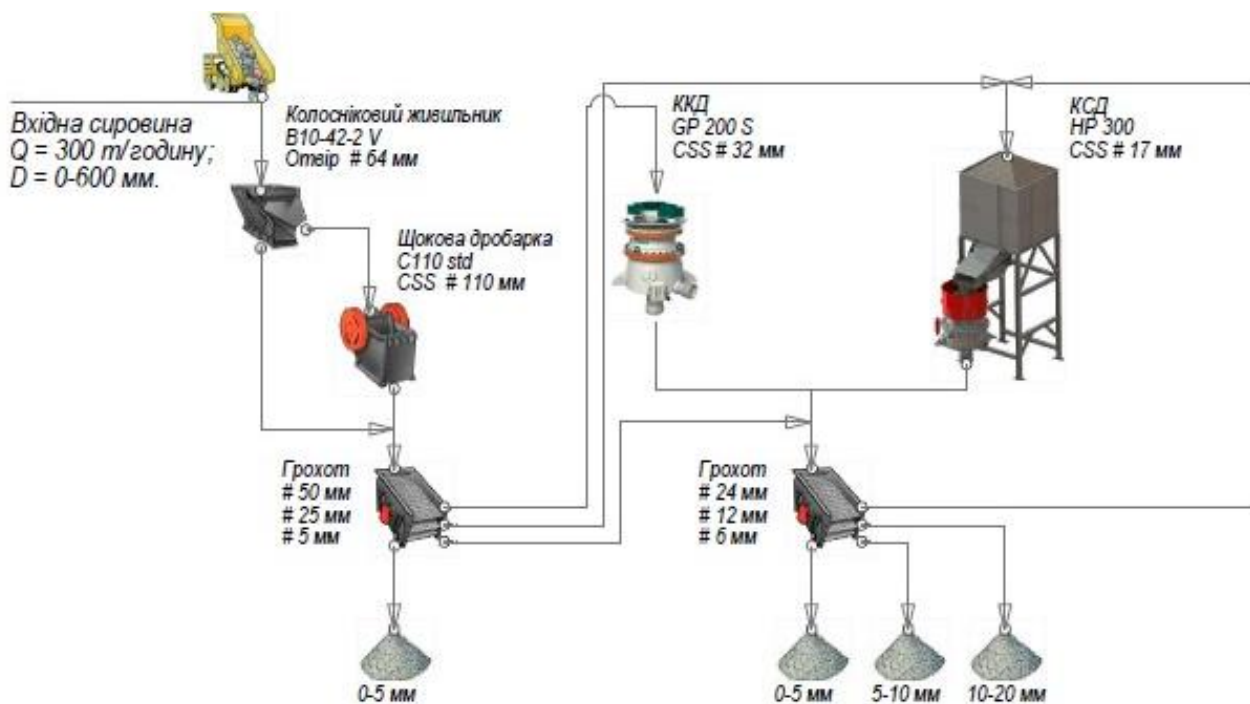 Вхідна сировина
Q = 300 т/годину;
D = 0-600 мм.
Колосніковий живильник
B10-42-2 V
Отвір # 64 мм
Щокова дробарка
C110 std
CSS # 110 мм
ККД
GP 200 S
CSS # 32 мм
КСД
HP 300
CSS # 17 мм
Грохот
# 50 мм
# 25 мм
# 5 мм
Грохот
# 24 мм
# 12 мм
# 6 мм
0-5 мм
0-5 мм
5-10 мм
10-20 мм